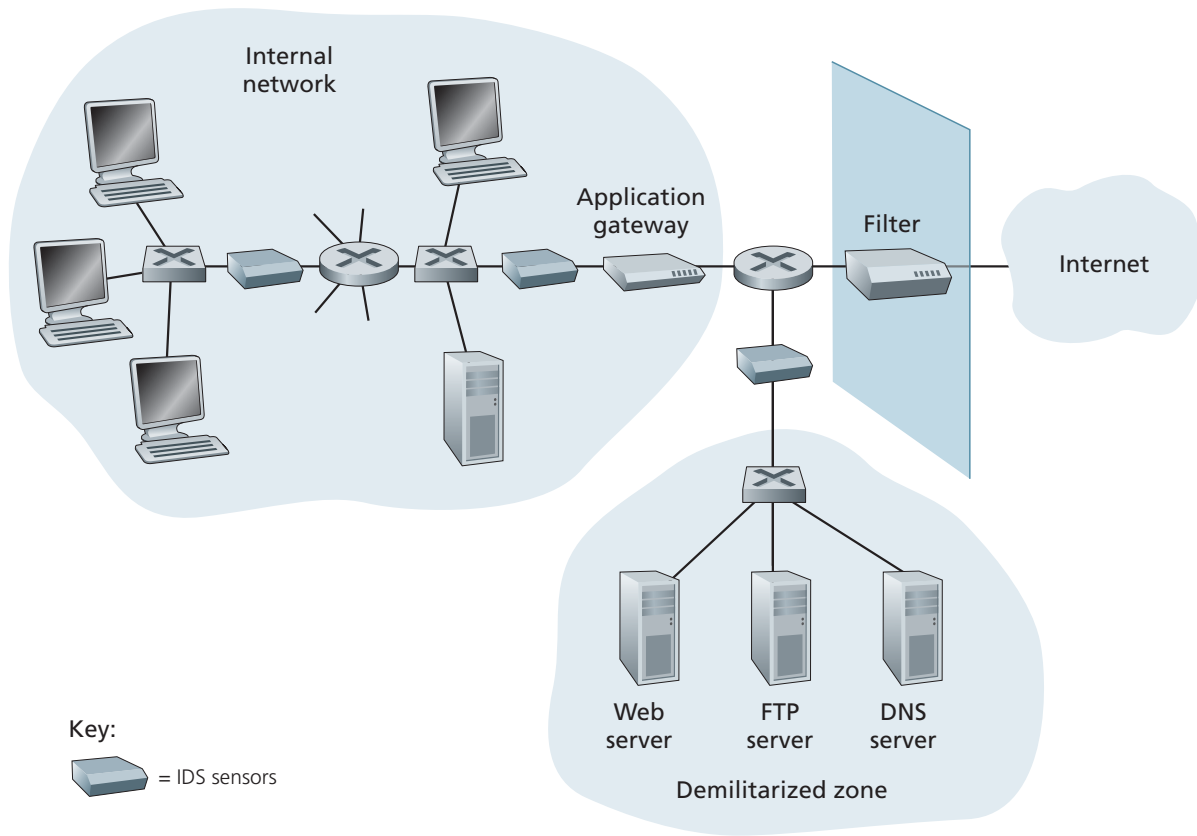 Internal
network
Application
gateway
Filter
Internet
Web
server
FTP
server
DNS
server
Demilitarized zone
Key:
= IDS sensors